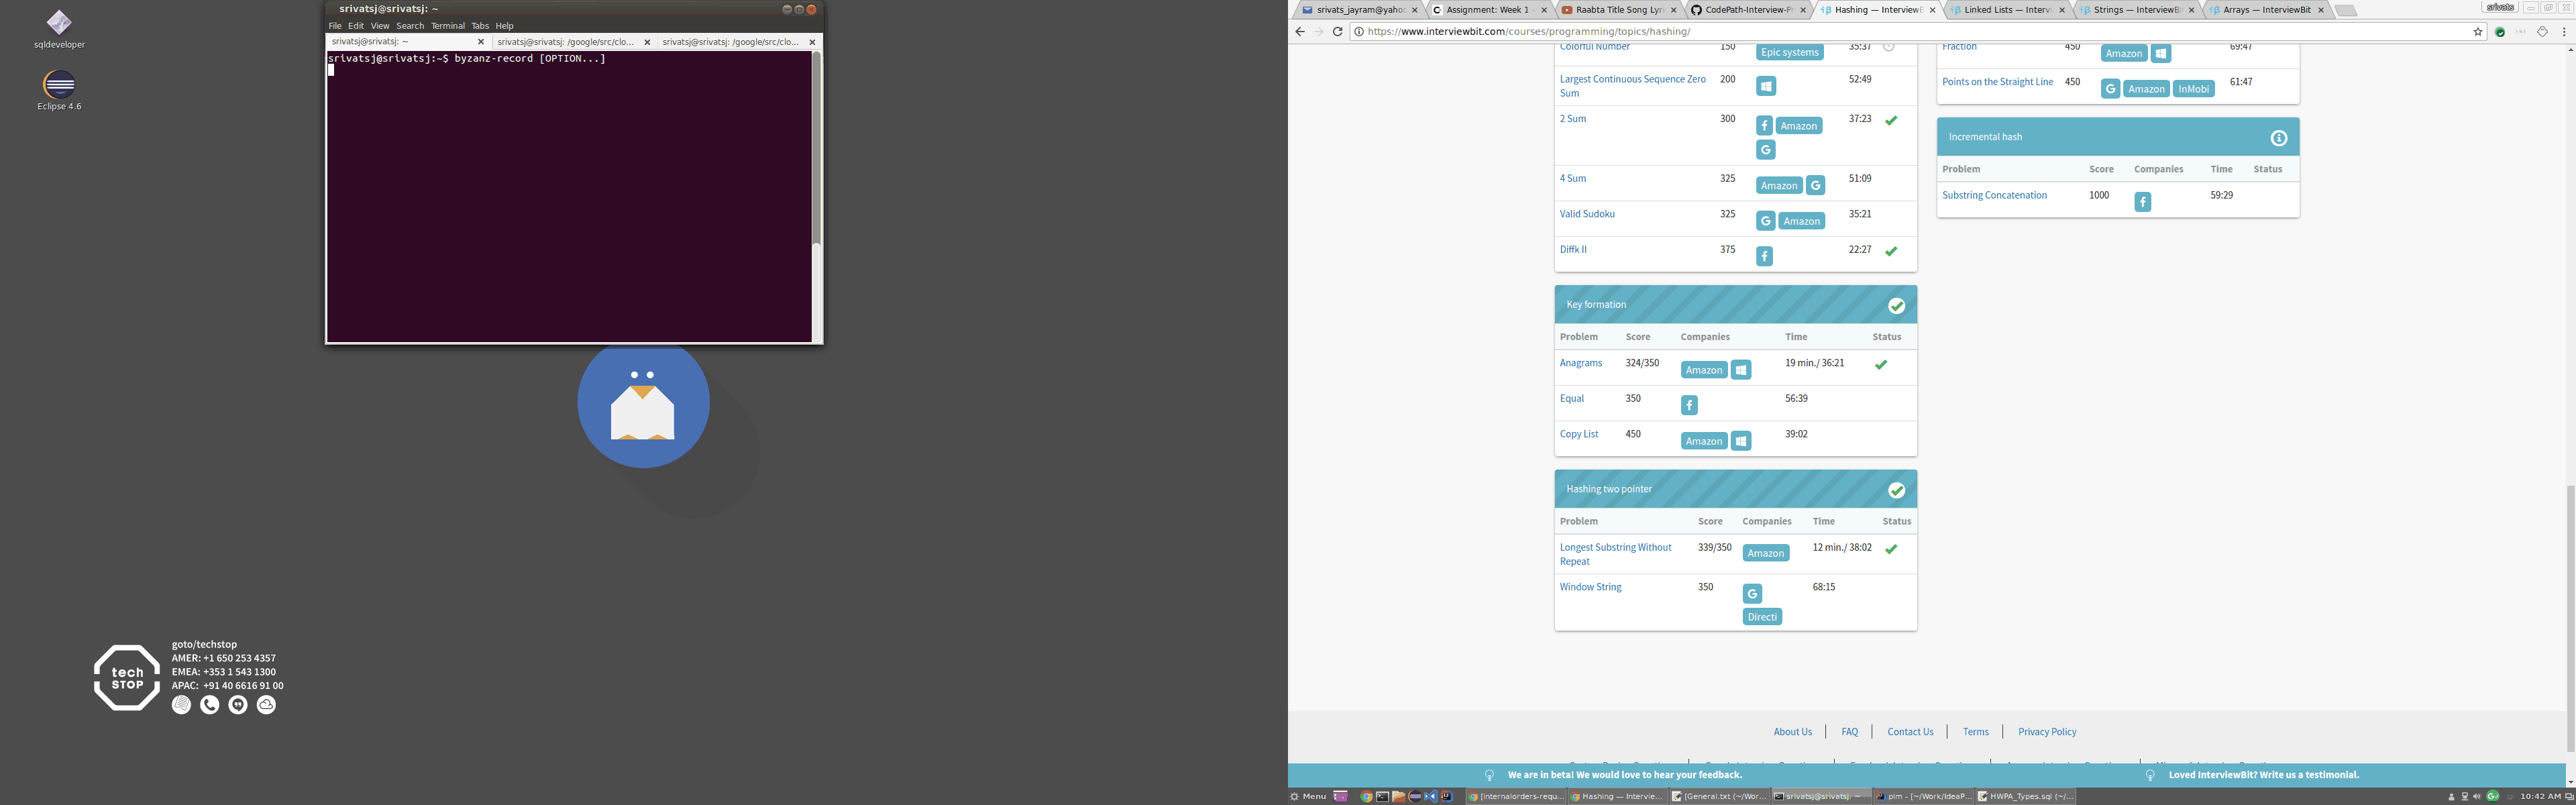 sqldeveloper
Eclipse 4.6
srivatsj@srivatsj: ~
File Edit View Search Terminal Tabs Help
srivatsj@srivatsj: ~ × srivatsj@srivatsj: /google/src/clo... × srivatsj@srivatsj: /google/src/clo... ×
srivatsj@srivatsj:~$ byzanz-record [OPTION...]
tech
STOP
goto/techstop
AMER: +1 650 253 4357
EMEA: +353 1 543 1300
APAC: +91 40 6616 91 00
srivats_jayram@yaho × Assignment: Week 1 - × Raabta Title Song Lyri × CodePath-Interview-P × Hashing — InterviewB × Linked Lists — Intervi × Strings — InterviewB × Arrays — InterviewBit × srivats
https://www.interviewbit.com/courses/programming/topics/hashing/
Colorful Number 150 Epic systems 35:37
Largest Continuous Sequence Zero Sum 200 52:49
2 Sum 300 f Amazon G 37:23
4 Sum 325 Amazon G 51:09
Valid Sudoku 325 G Amazon 35:21
Diffk II 375 f 22:27
Key formation
Problem Score Companies Time Status
Anagrams 324/350 Amazon 19 min./ 36:21
Equal 350 f 56:39
Copy List 450 Amazon 39:02
Hashing two pointer
Problem Score Companies Time Status
Longest Substring Without Repeat 339/350 Amazon 12 min./ 38:02
Window String 350 G Directi 68:15
Fraction 450 Amazon 69:47
Points on the Straight Line 450 G Amazon InMobi 61:47
Incremental hash
Problem Score Companies Time Status
Substring Concatenation 1000 f 59:29
About Us FAQ Contact Us Terms Privacy Policy
We are in beta! We would love to hear your feedback.
Loved InterviewBit? Write us a testimonial.
Menu [internalorders-requ... Hashing — Intervie... [General.txt (~/Wor... srivatsj@srivatsj: ~ pim - [~/Work/IdeaP... HWPA_Types.sql (~/... 10:42 AM